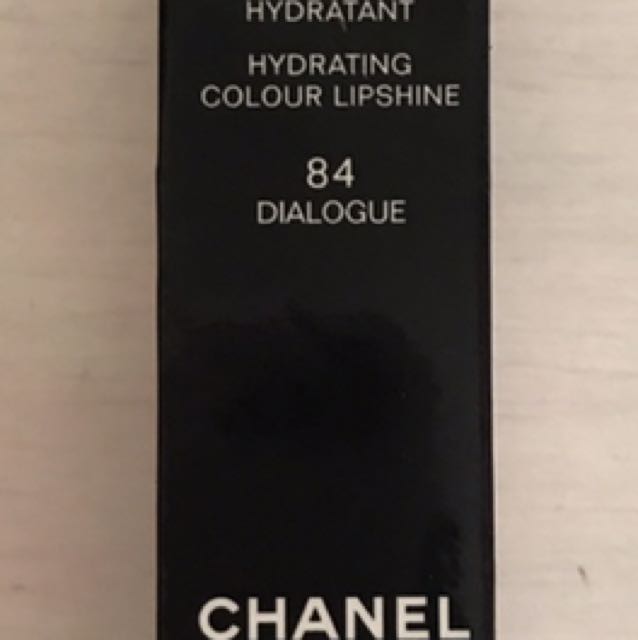 HYDRATANT
HYDRATING
COLOUR LIPSHINE
84
DIALOGUE
CHANEL